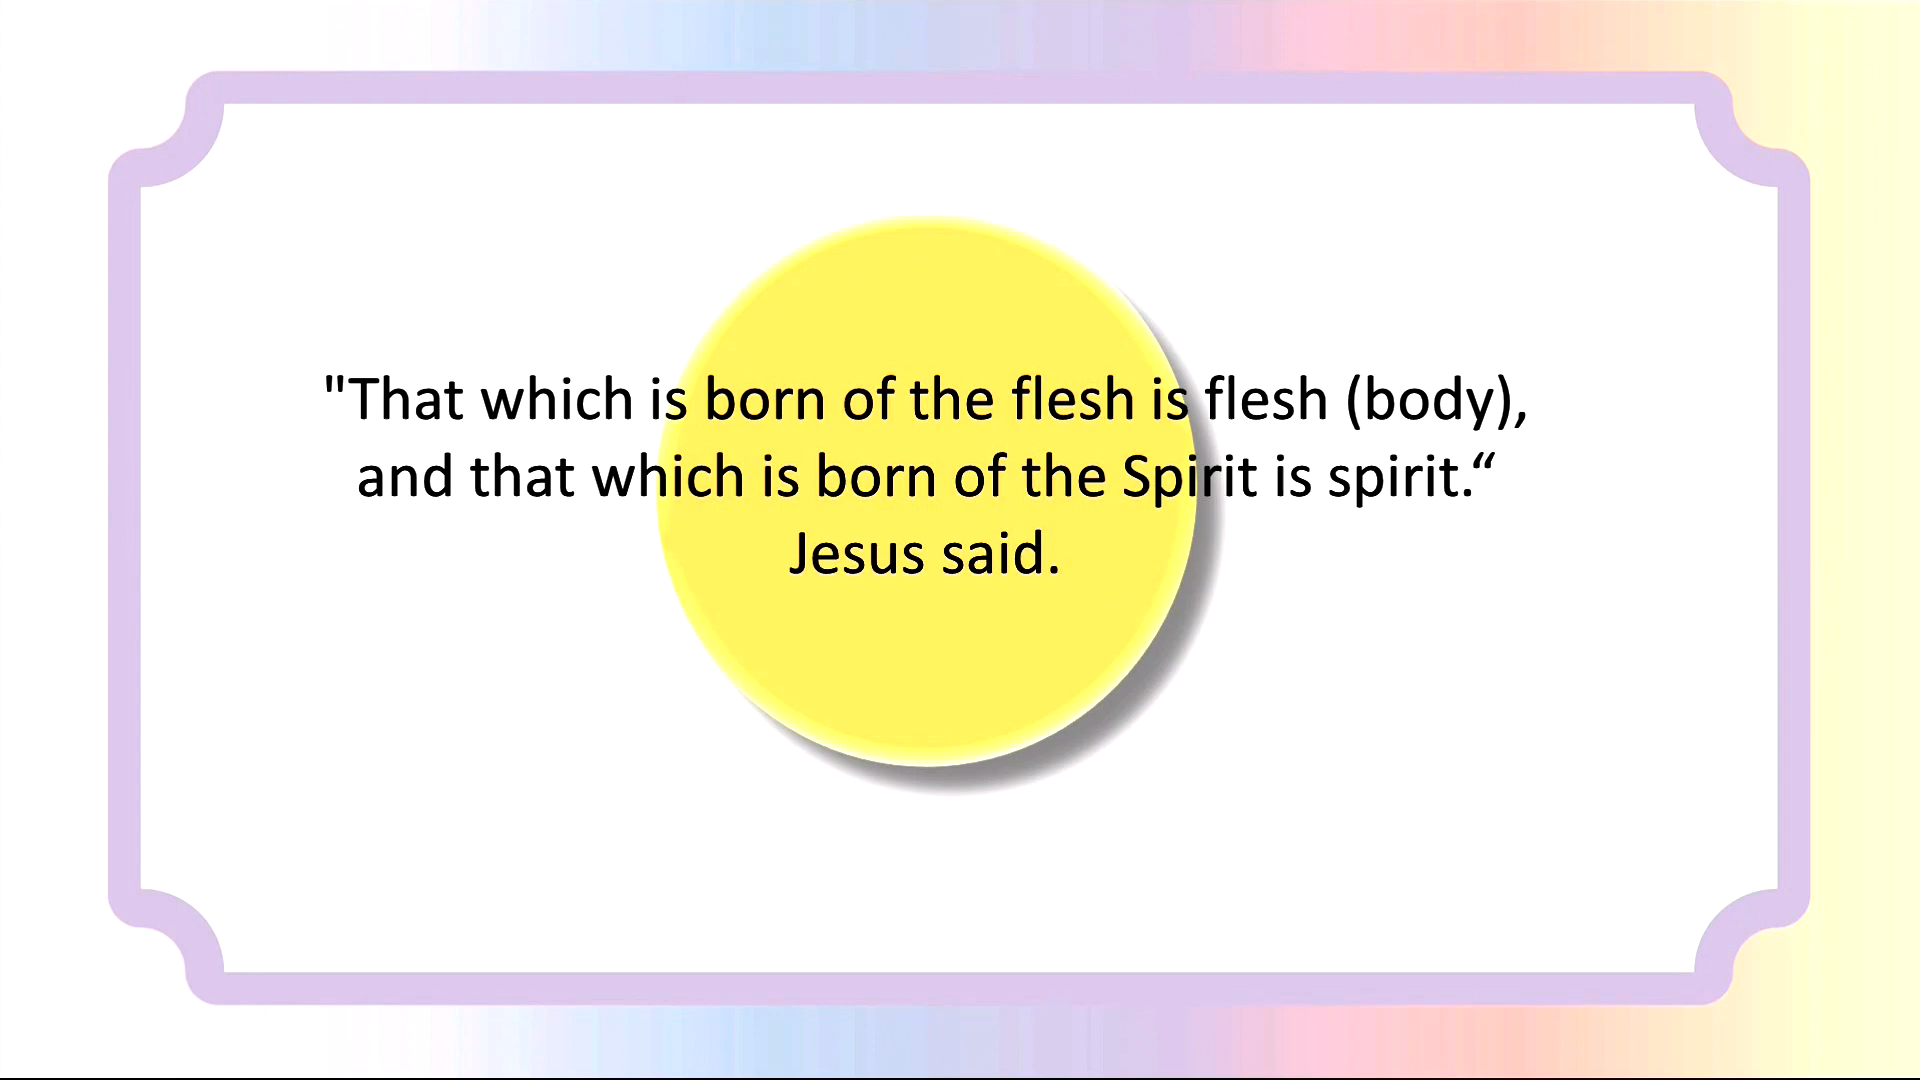 "That which is born of the flesh is flesh (body),
and that which is born of the Spirit is spirit.“
Jesus said.